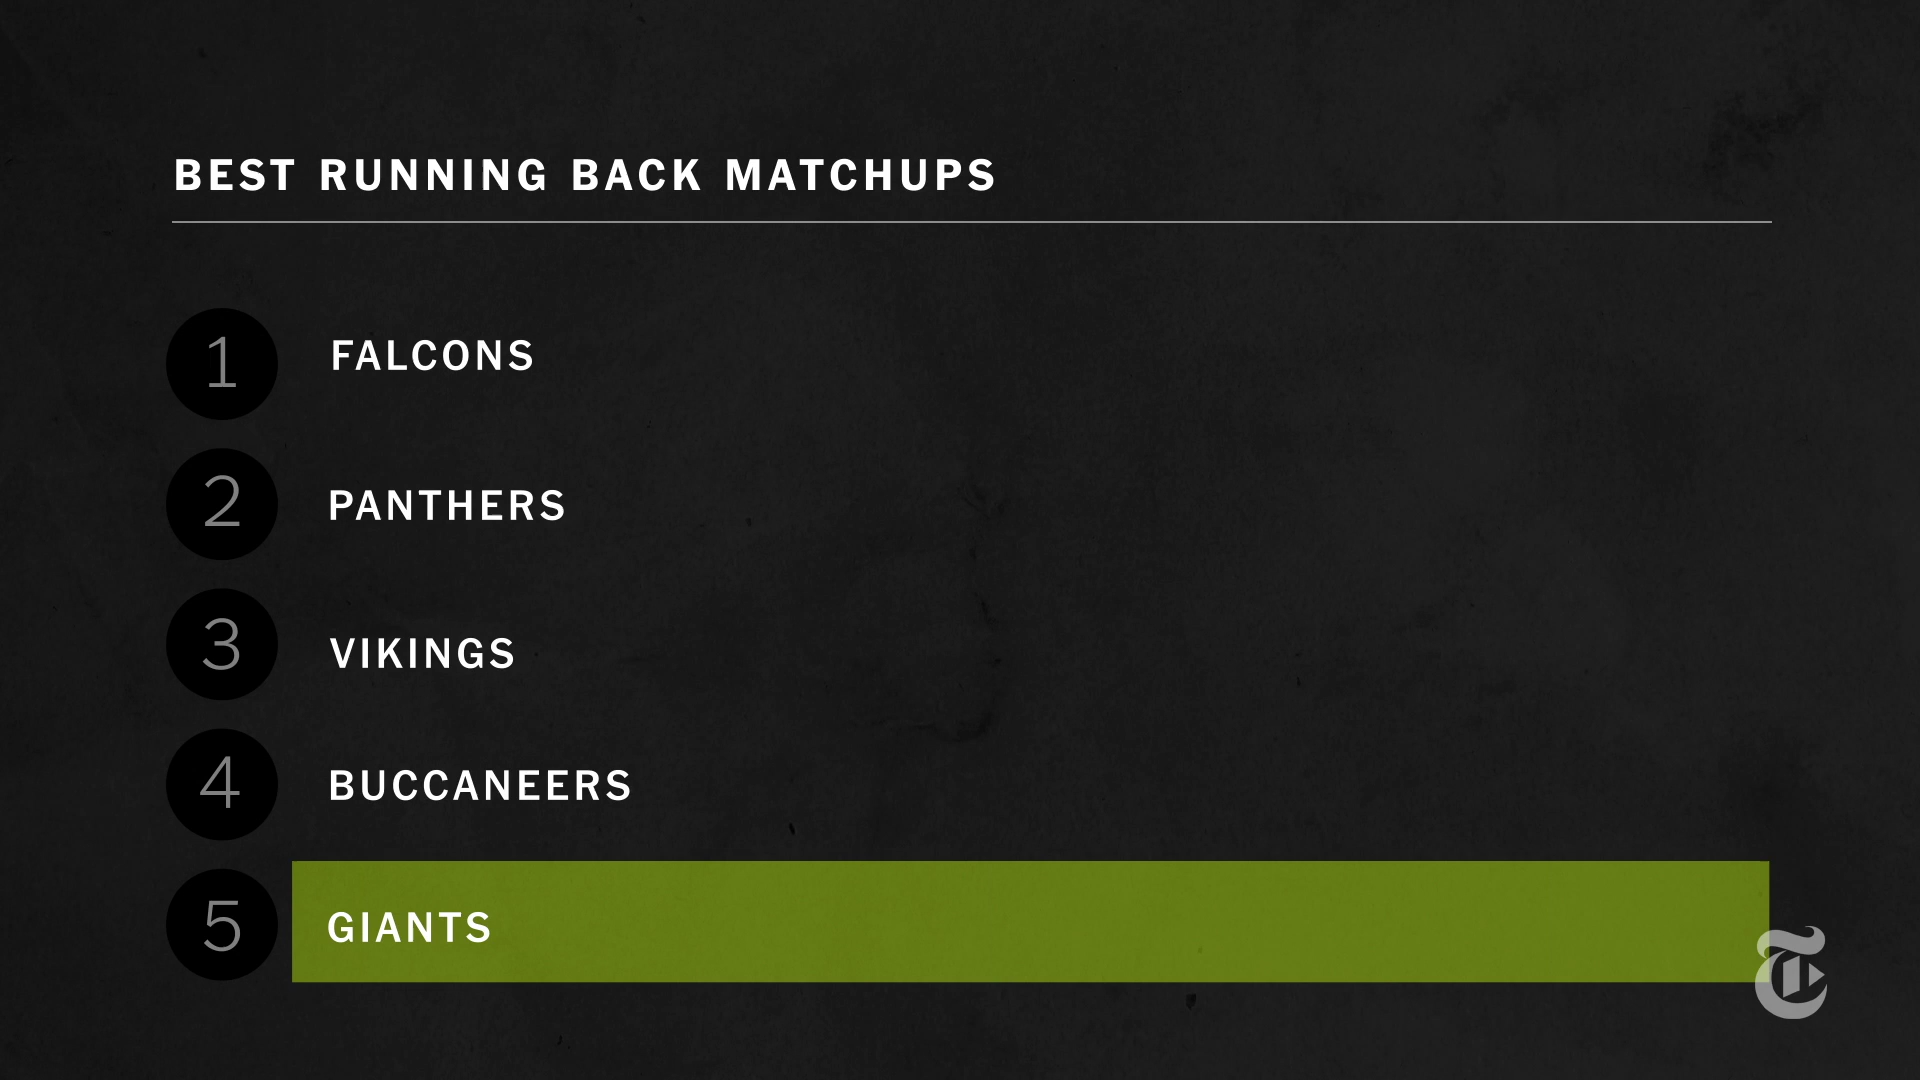 BEST RUNNING BACK MATCHUPS
1 FALCONS
2 PANTHERS
3 VIKINGS
4 BUCCANEERS
5 GIANTS
T